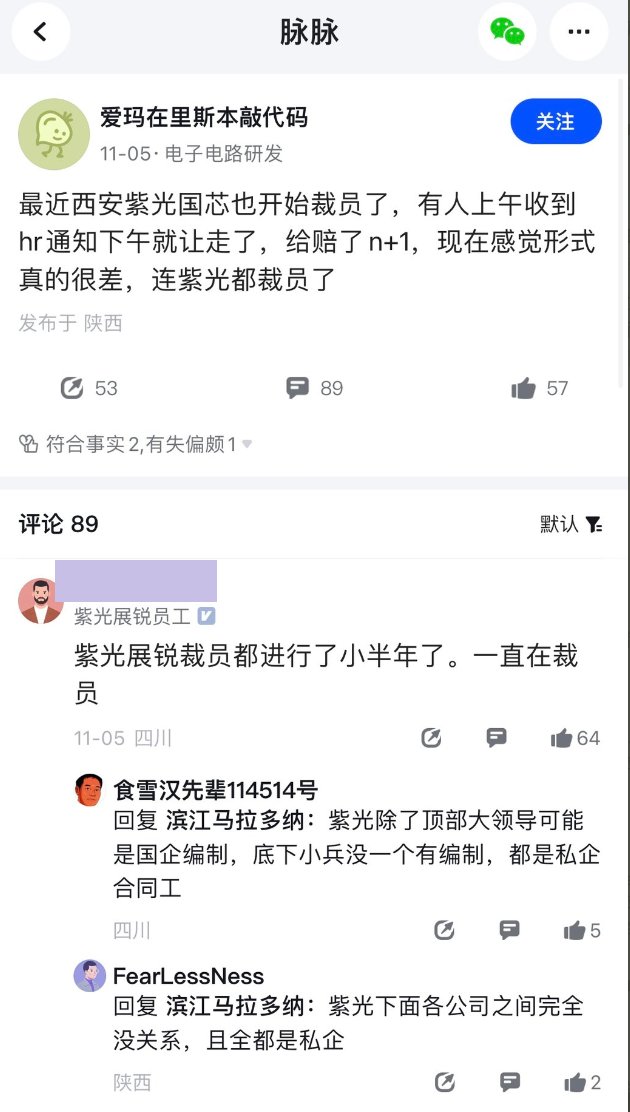 脉脉
爱玛在里斯本敲代码
11-05·电子电路研发
关注
最近西安紫光国芯也开始裁员了，有人上午收到
hr通知下午就让走了，给赔了n+1，现在感觉形式
真的很差，连紫光都裁员了
发布于 陕西
53
89
57
符合事实2,有失偏颇1
评论 89
默认
紫光展锐员工
紫光展锐裁员都进行了小半年了。一直在裁
员
11-05 四川
64
食雪汉先辈114514号
回复 滨江马拉多纳：紫光除了顶部大领导可能
是国企编制，底下小兵没一个有编制，都是私企
合同工
四川
5
FearLessNess
回复 滨江马拉多纳：紫光下面各公司之间完全
没关系，且全都是私企
陕西
2